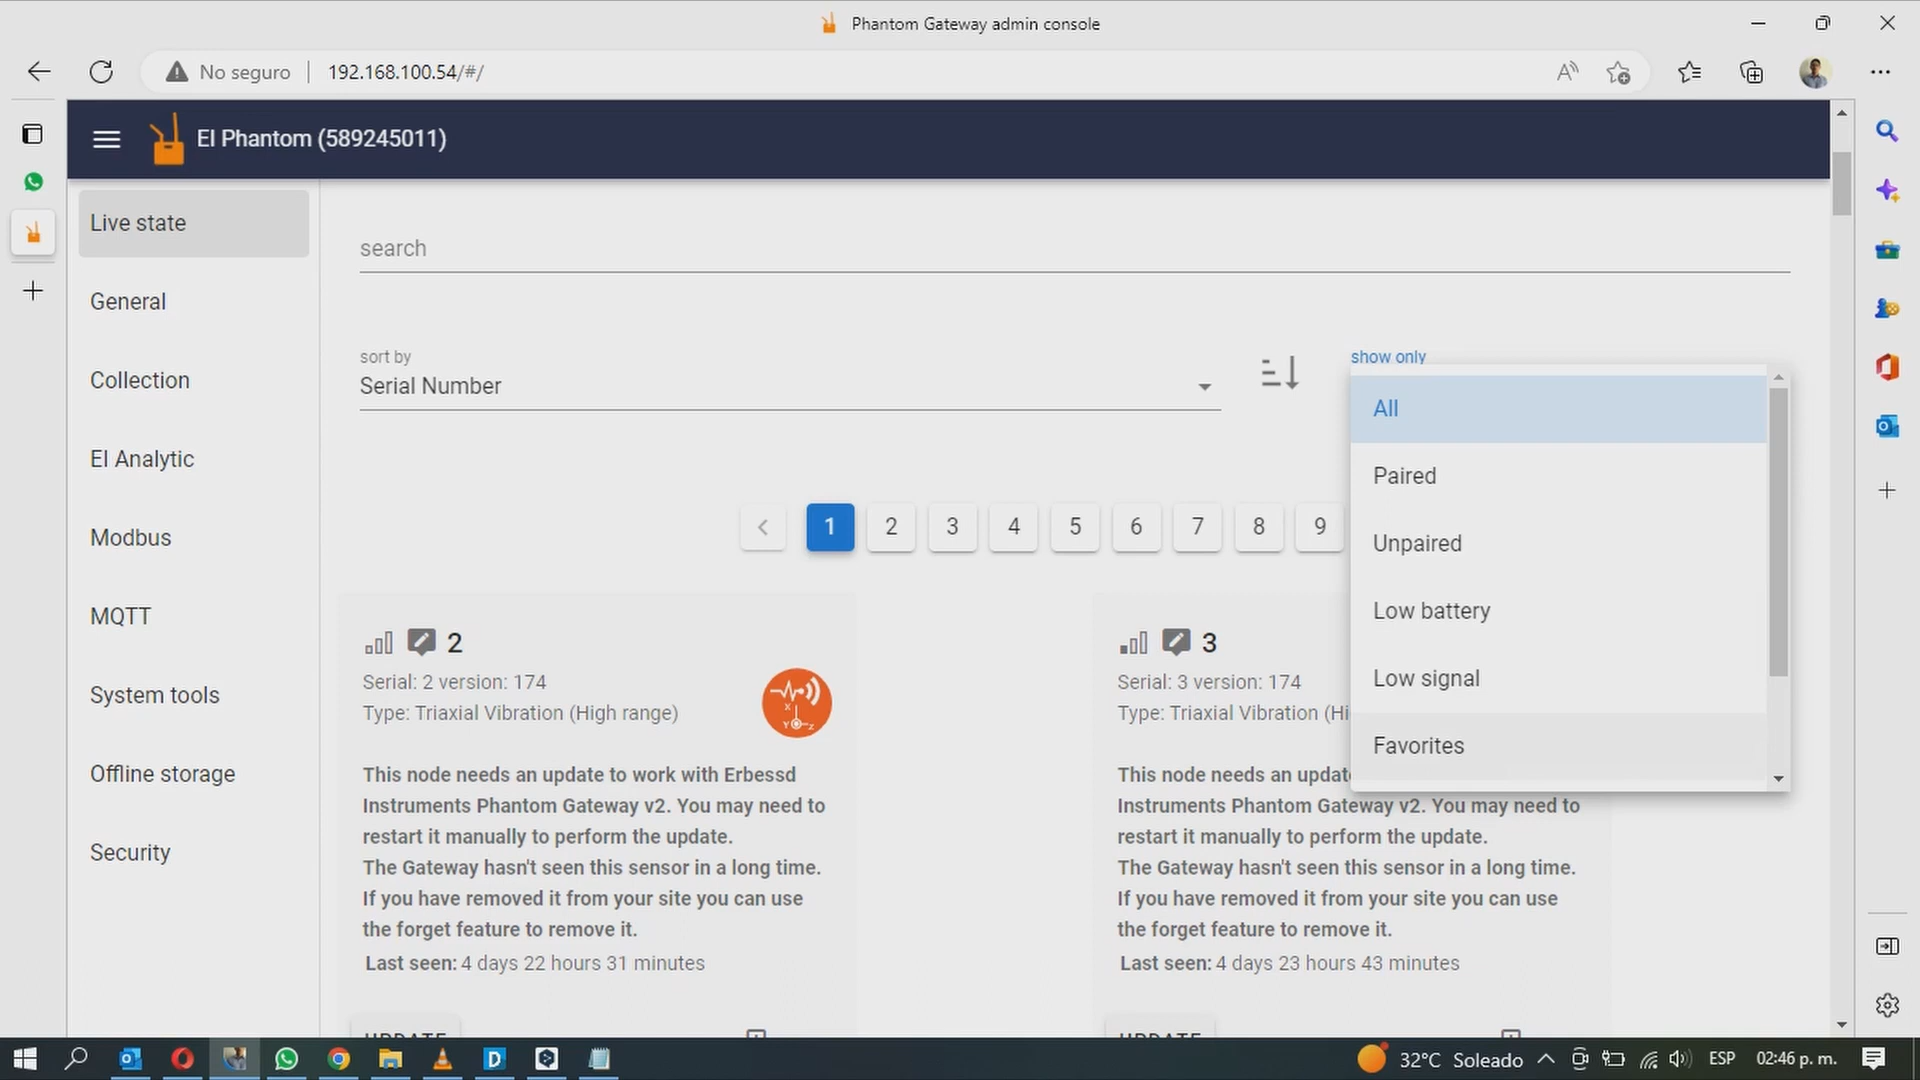 Phantom Gateway admin console
No seguro
192.168.100.54/#/
EI Phantom (589245011)
Live state
General
Collection
EI Analytic
Modbus
MQTT
System tools
Offline storage
Security
search
sort by
Serial Number
show only
All
Paired
Unpaired
Low battery
Low signal
Favorites
1 2 3 4 5 6 7 8 9
2
Serial: 2 version: 174
Type: Triaxial Vibration (High range)
This node needs an update to work with Erbessd
Instruments Phantom Gateway v2. You may need to
restart it manually to perform the update.
The Gateway hasn't seen this sensor in a long time.
If you have removed it from your site you can use
the forget feature to remove it.
Last seen: 4 days 22 hours 31 minutes
UPDATE
3
Serial: 3 version: 174
Type: Triaxial Vibration (Hi
This node needs an updat
Instruments Phantom Gateway v2. You may need to
restart it manually to perform the update.
The Gateway hasn't seen this sensor in a long time.
If you have removed it from your site you can use
the forget feature to remove it.
Last seen: 4 days 23 hours 43 minutes
UPDATE
32°C Soleado
ESP
02:46 p. m.